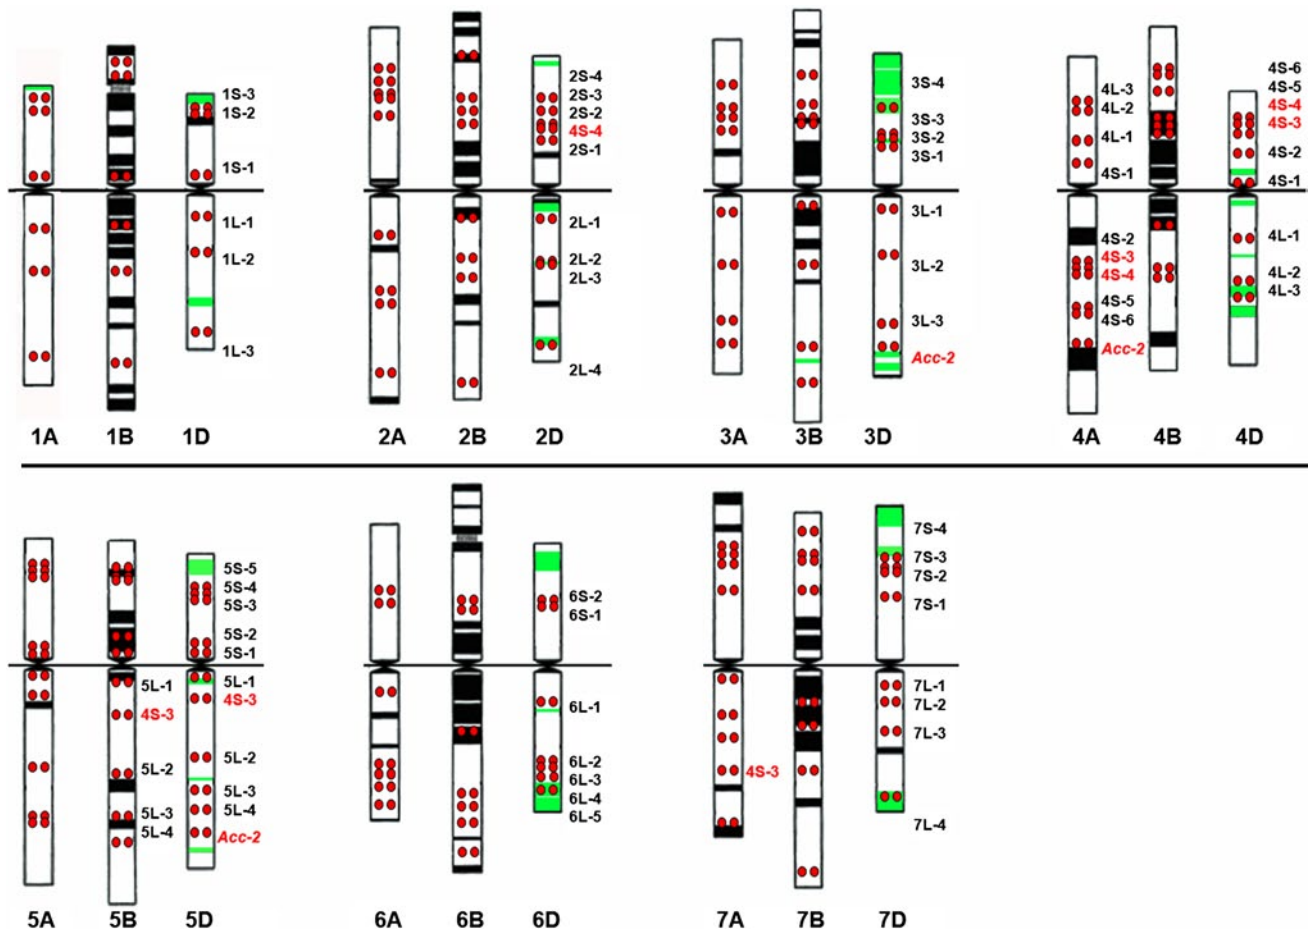 1S-3
1S-2
1S-1
1L-1
1L-2
1L-3
1A 1B 1D
2S-4
2S-3
2S-2
4S-4
2S-1
2L-1
2L-2
2L-3
2L-4
2A 2B 2D
3S-4
3S-3
3S-2
3S-1
3L-1
3L-2
3L-3
Acc-2
3A 3B 3D
4L-3
4L-2
4L-1
4S-1
4S-2
4S-3
4S-4
4S-5
4S-6
Acc-2
4S-6
4S-5
4S-4
4S-3
4S-2
4S-1
4L-1
4L-2
4L-3
4A 4B 4D
5L-1
4S-3
5L-2
5L-3
5L-4
5S-5
5S-4
5S-3
5S-2
5S-1
5L-1
4S-3
5L-2
5L-3
5L-4
Acc-2
5A 5B 5D
6S-2
6S-1
6L-1
6L-2
6L-3
6L-4
6L-5
6A 6B 6D
4S-3
7S-4
7S-3
7S-2
7S-1
7L-1
7L-2
7L-3
7L-4
7A 7B 7D